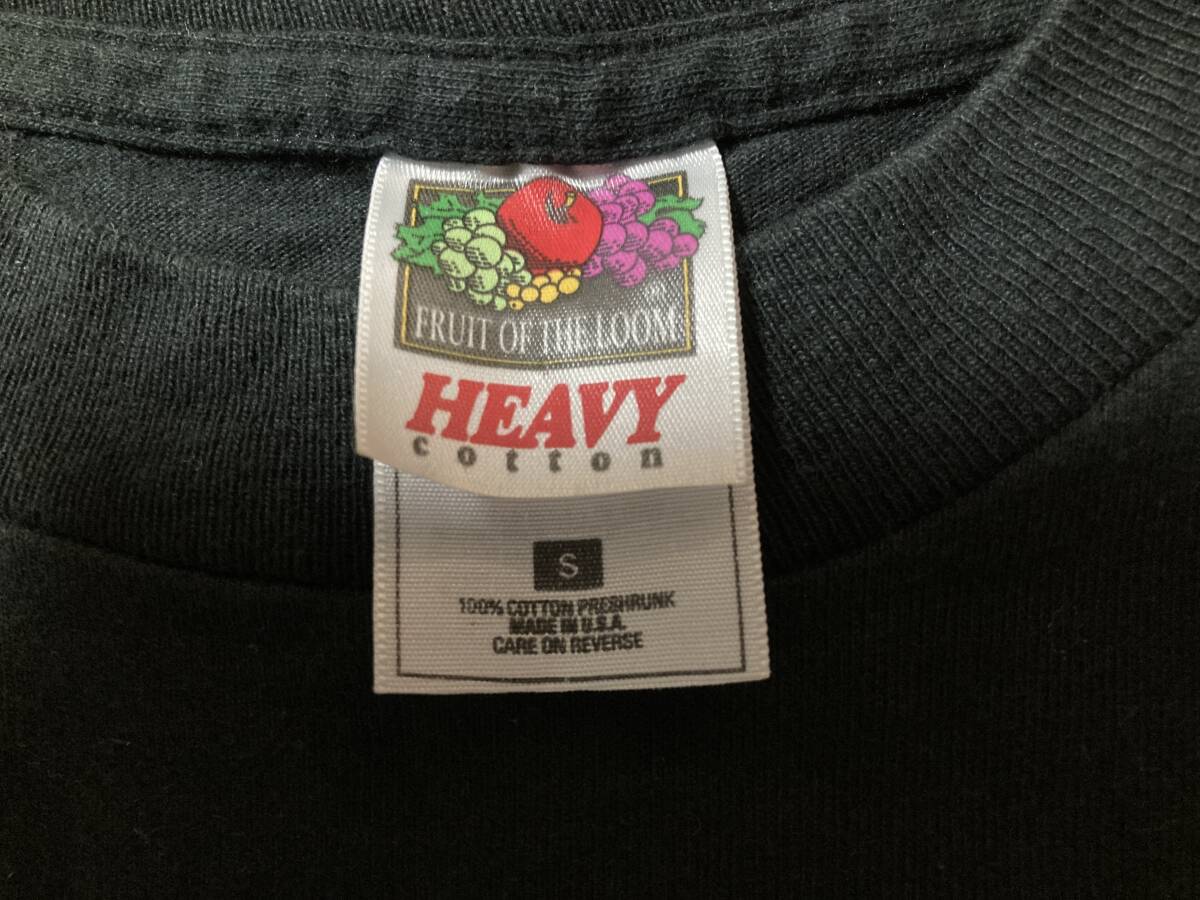 ®
FRUIT OF THE LOOM
HEAVY
cotton
S
100% COTTON PRESHRUNK
MADE IN U.S.A.
CARE ON REVERSE